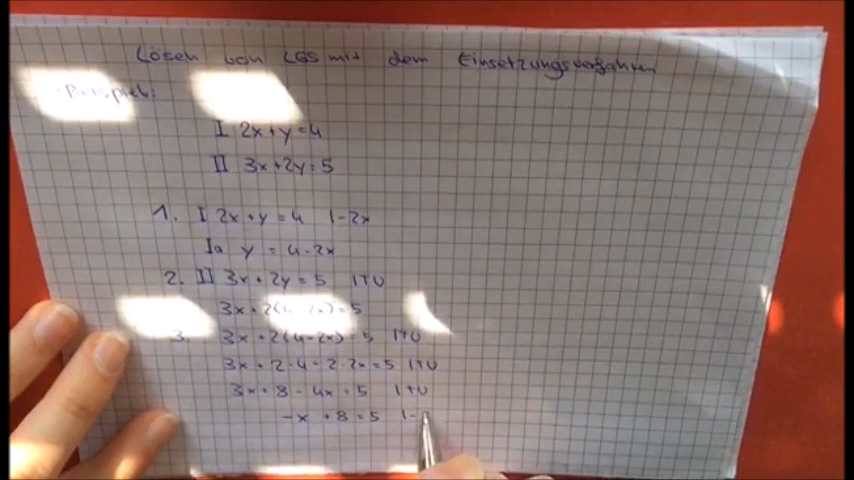 Lösen von LGS mit dem Einsetzungsverfahren
Beispiel:
I 2x+y=4
II 3x+2y=5
1. I 2x+y=4 |-2x
Ia y = 4-2x
2. II 3x+2y=5 |TU
3x+2(4-2x)=5
3. 3x+2(4-2x)=5 |TU
3x+2·4-2·2x=5 |TU
3x+8-4x=5 |TU
-x+8=5 |-